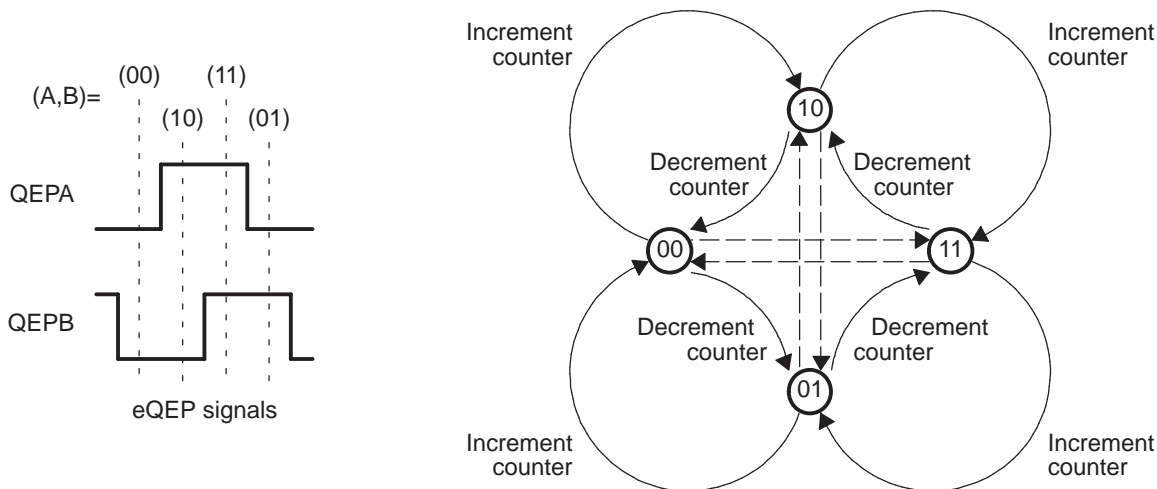 (A,B)=
(00)
(11)
(10)
(01)
QEPA
QEPB
eQEP signals
Increment
counter
Increment
counter
10
Decrement
counter
Decrement
counter
00
11
Decrement
counter
Decrement
counter
01
Increment
counter
Increment
counter